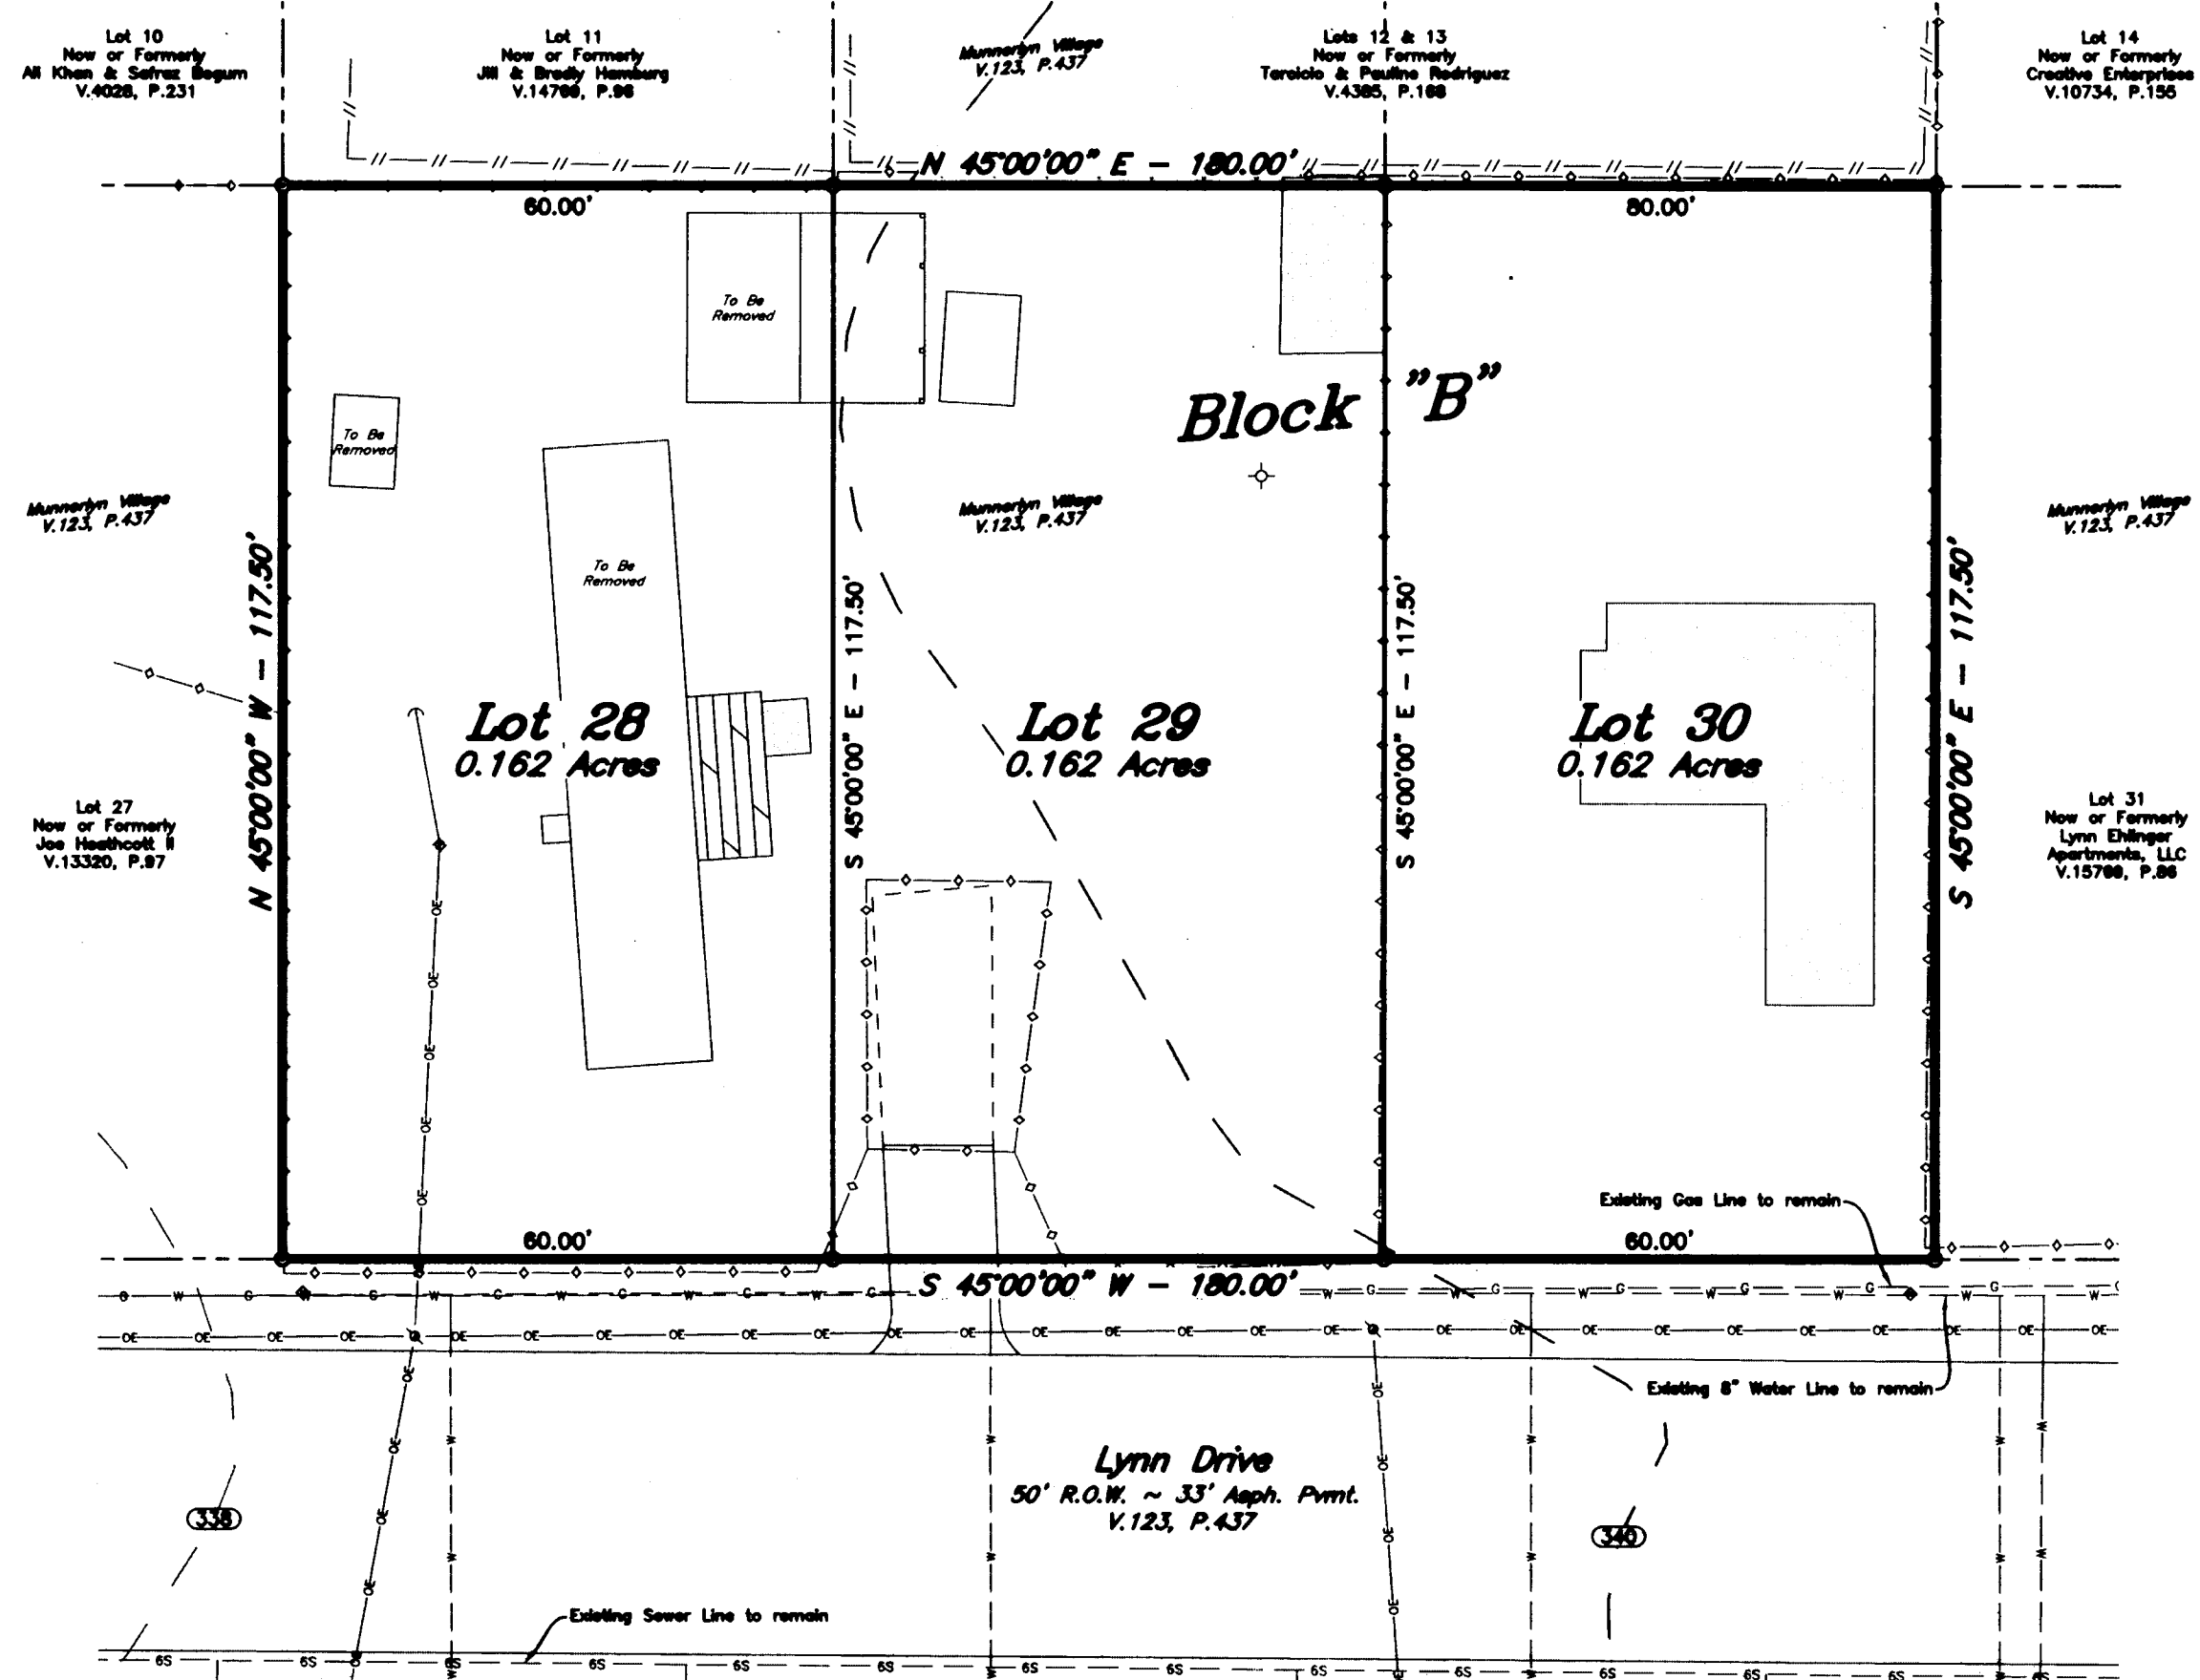 Lot 10
Now or Formerly
Ali Khan & Safraz Begum
V.4028, P.231
Lot 11
Now or Formerly
Jill & Bradly Hamburg
V.14769, P.96
Munnerlyn Village
V.123, P.437
Lots 12 & 13
Now or Formerly
Tarcicio & Pauline Rodriguez
V.4385, P.168
Lot 14
Now or Formerly
Creative Enterprises
V.10734, P.155
N 45°00'00" E - 180.00'
60.00'
80.00'
To Be
Removed
Block "B"
To Be
Removed
Munnerlyn Village
V.123, P.437
Munnerlyn Village
V.123, P.437
Munnerlyn Village
V.123, P.437
To Be
Removed
N 45°00'00" W - 117.50'
S 45°00'00" E - 117.50'
S 45°00'00" E - 117.50'
S 45°00'00" E - 117.50'
Lot 28
0.162 Acres
Lot 29
0.162 Acres
Lot 30
0.162 Acres
Lot 27
Now or Formerly
Joe Heathcott II
V.13320, P.97
Lot 31
Now or Formerly
Lynn Ehlinger
Apartments, LLC
V.15769, P.86
Existing Gas Line to remain
60.00'
60.00'
S 45°00'00" W - 180.00'
Existing 8" Water Line to remain
Lynn Drive
50' R.O.W. ~ 33' Asph. Pvmt.
V.123, P.437
338
340
Existing Sewer Line to remain